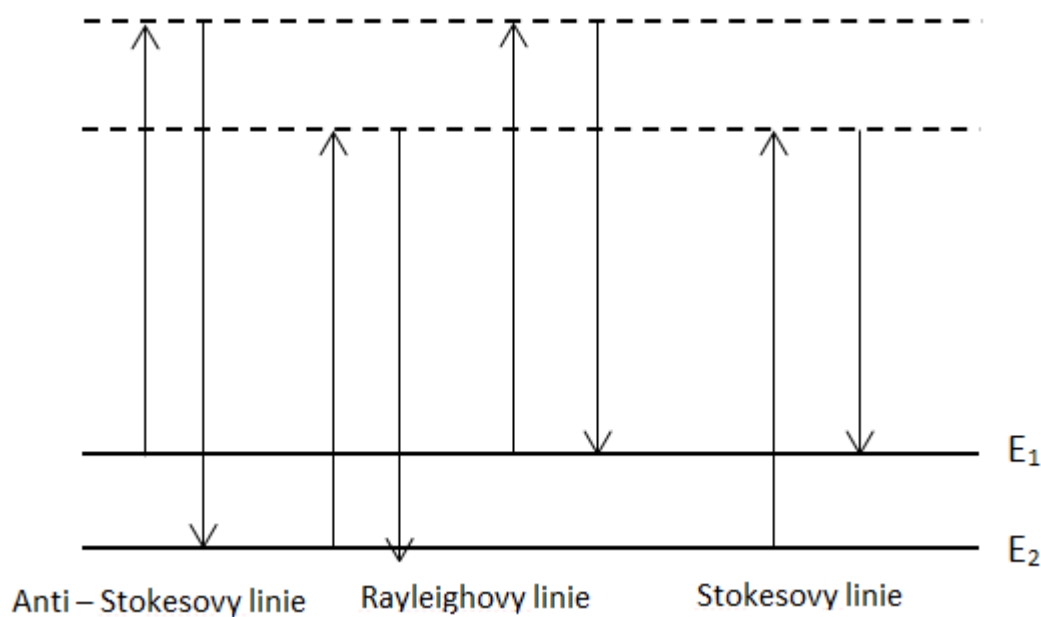 E₁
E₂
Anti – Stokesovy linie
Rayleighovy linie
Stokesovy linie